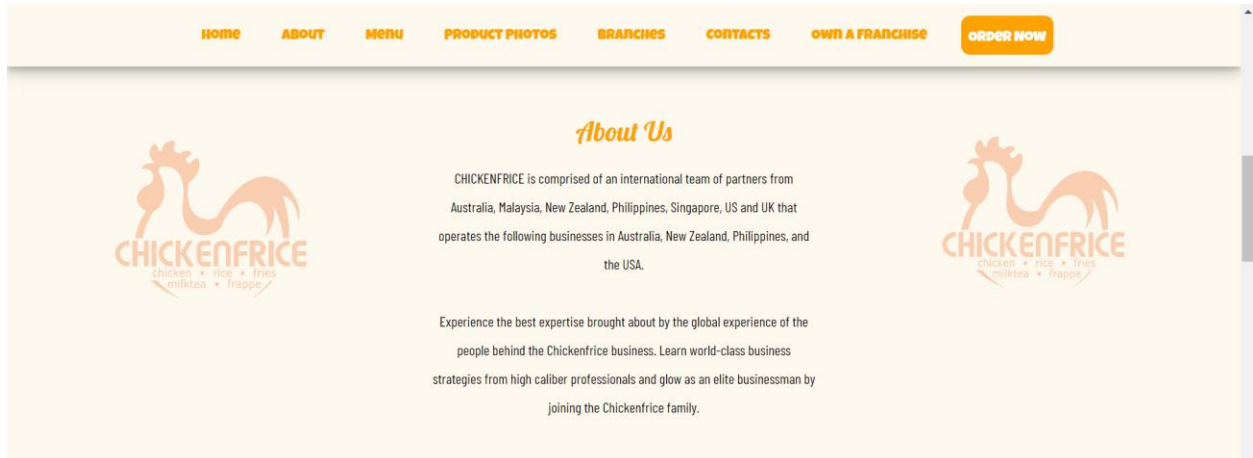 Home ABOUT Menu PRODUCT PHOTOS BRANCHES CONTACTS OWN A FRANCHISE ORDER NOW
About Us
CHICKENFRICE is comprised of an international team of partners from
Australia, Malaysia, New Zealand, Philippines, Singapore, US and UK that
operates the following businesses in Australia, New Zealand, Philippines, and
the USA.
Experience the best expertise brought about by the global experience of the
people behind the Chickenfrice business. Learn world-class business
strategies from high caliber professionals and glow as an elite businessman by
joining the Chickenfrice family.
CHICKENFRICE
chicken • rice • fries
milktea • frappe
CHICKENFRICE
chicken • rice • fries
milktea • frappe